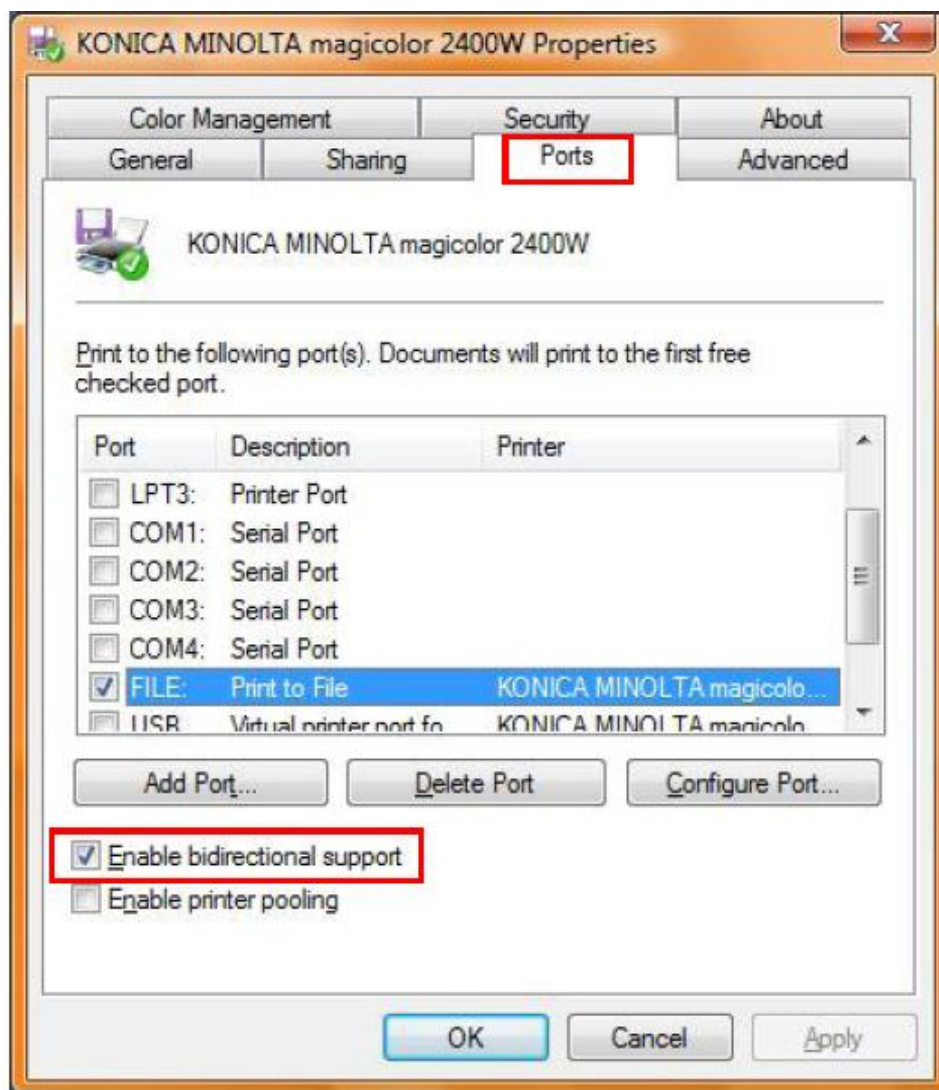 KONICA MINOLTA magicolor 2400W Properties
Color Management Security About
General Sharing Ports Advanced
KONICA MINOLTA magicolor 2400W
Print to the following port(s). Documents will print to the first free
checked port.
Port Description Printer
LPT3: Printer Port
COM1: Serial Port
COM2: Serial Port
COM3: Serial Port
COM4: Serial Port
FILE: Print to File KONICA MINOLTA magicolo...
USB Virtual printer port fo KONICA MINOLTA magicolo
Add Port... Delete Port Configure Port...
Enable bidirectional support
Enable printer pooling
OK Cancel Apply